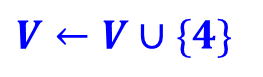 V ← V ∪ {4}